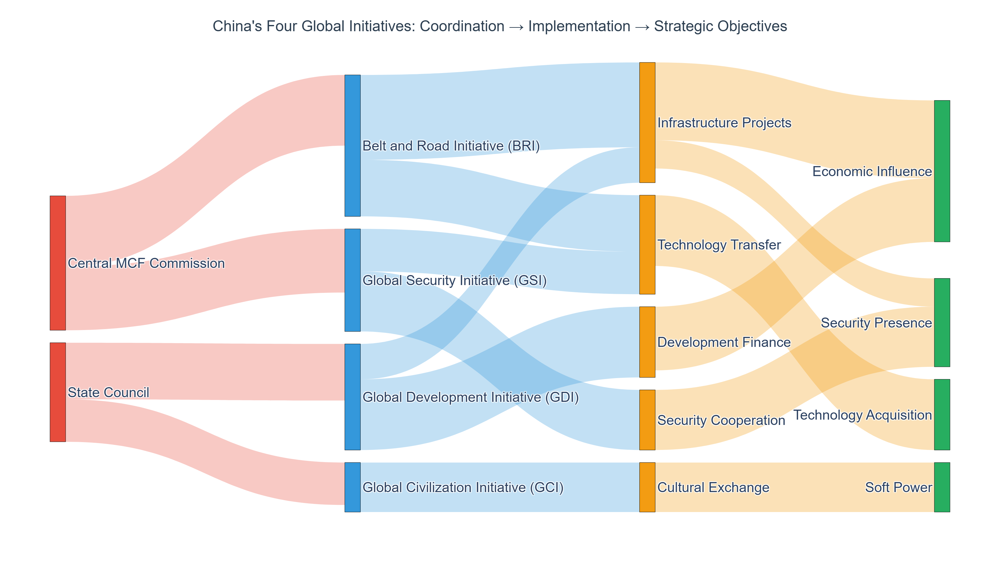 China's Four Global Initiatives: Coordination → Implementation → Strategic Objectives
Central MCF Commission
State Council
Belt and Road Initiative (BRI)
Global Security Initiative (GSI)
Global Development Initiative (GDI)
Global Civilization Initiative (GCI)
Infrastructure Projects
Technology Transfer
Development Finance
Security Cooperation
Cultural Exchange
Economic Influence
Security Presence
Technology Acquisition
Soft Power